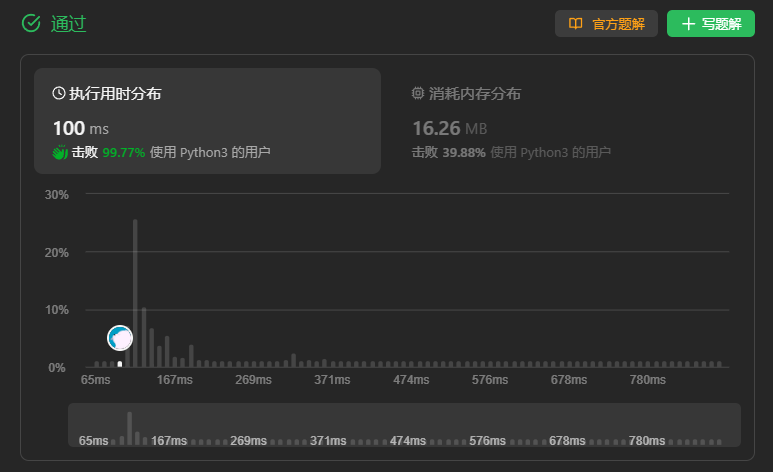 通过
官方题解
写题解
执行用时分布
100 ms
击败 99.77% 使用 Python3 的用户
消耗内存分布
16.26 MB
击败 39.88% 使用 Python3 的用户
30%
20%
10%
0%
65ms 167ms 269ms 371ms 474ms 576ms 678ms 780ms
65ms 167ms 269ms 371ms 474ms 576ms 678ms 780ms